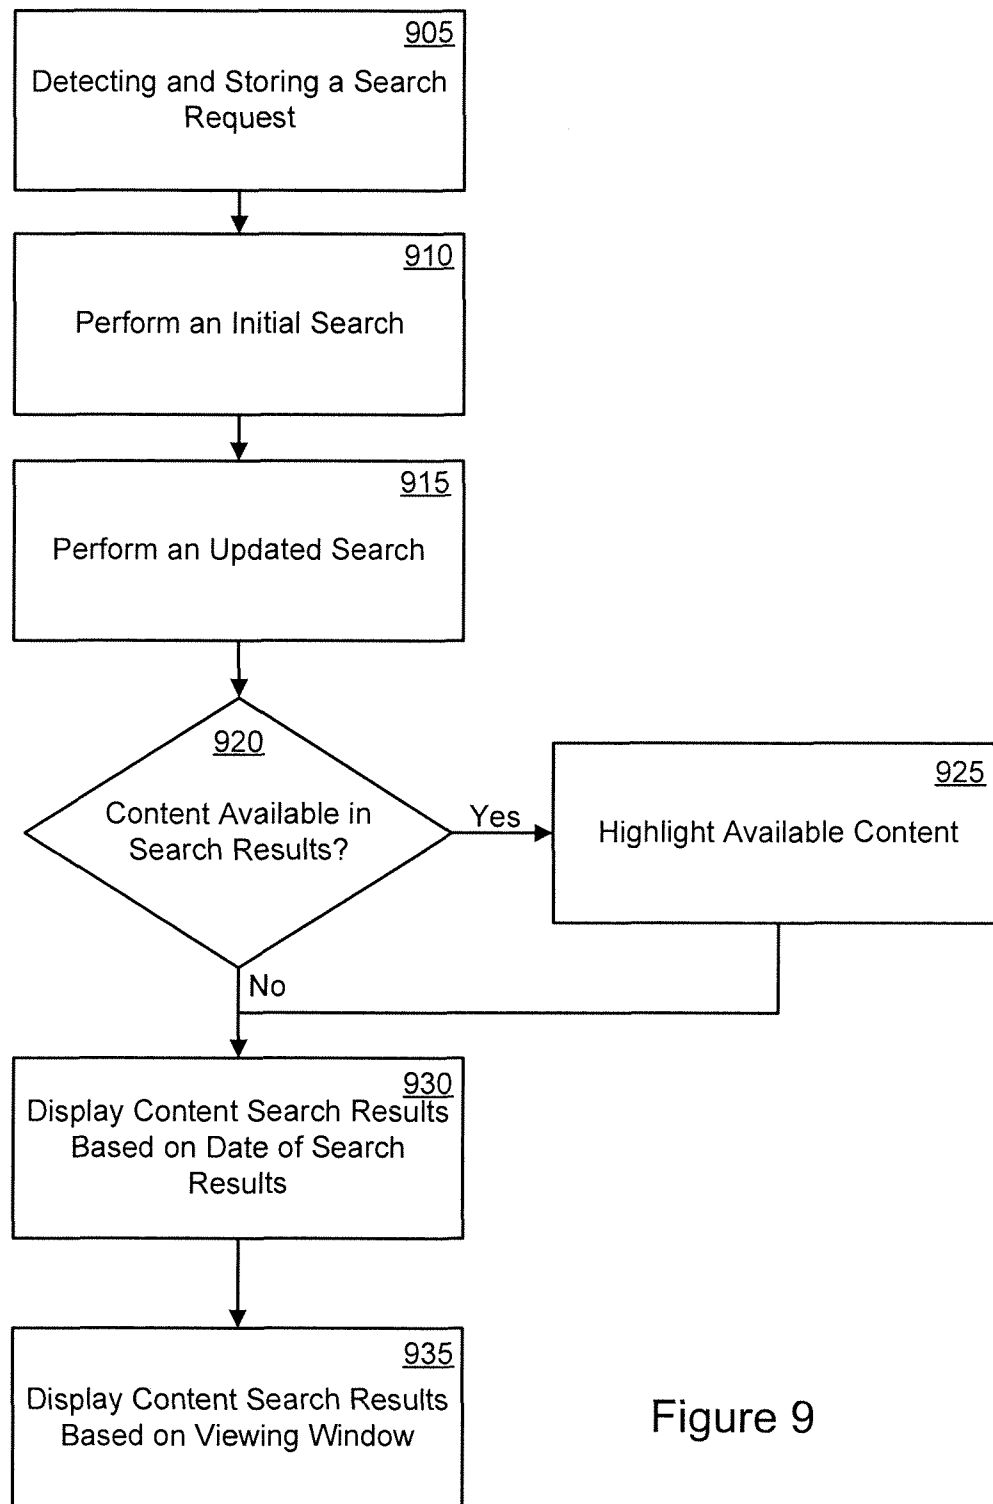 905
Detecting and Storing a Search
Request
910
Perform an Initial Search
915
Perform an Updated Search
920
Content Available in
Search Results?
Yes
925
Highlight Available Content
No
930
Display Content Search Results
Based on Date of Search
Results
935
Display Content Search Results
Based on Viewing Window
Figure 9